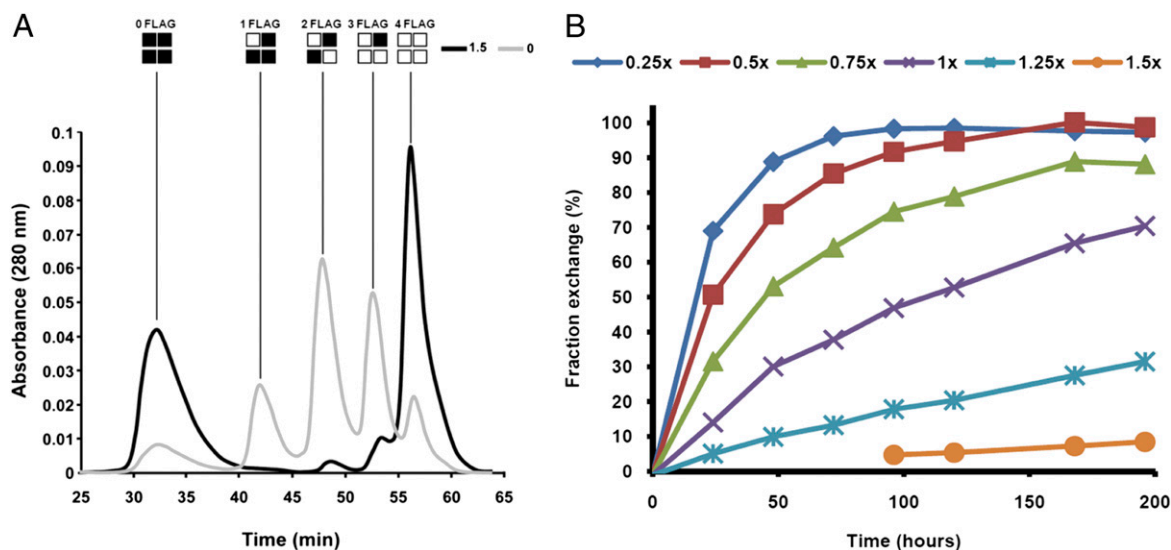 A
0 FLAG 1 FLAG 2 FLAG 3 FLAG 4 FLAG
1.5 0
0.1
0.09
0.08
0.07
0.06
0.05
0.04
0.03
0.02
0.01
0
Absorbance (280 nm)
25 30 35 40 45 50 55 60 65
Time (min)
B
0.25x 0.5x 0.75x 1x 1.25x 1.5x
100
90
80
70
60
50
40
30
20
10
0
Fraction exchange (%)
0 50 100 150 200
Time (hours)